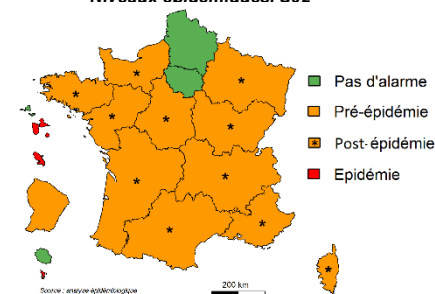 Pas d'alarme
Pré-épidémie
Post-épidémie
Epidémie
200 km
Source : analyse épidémiologique